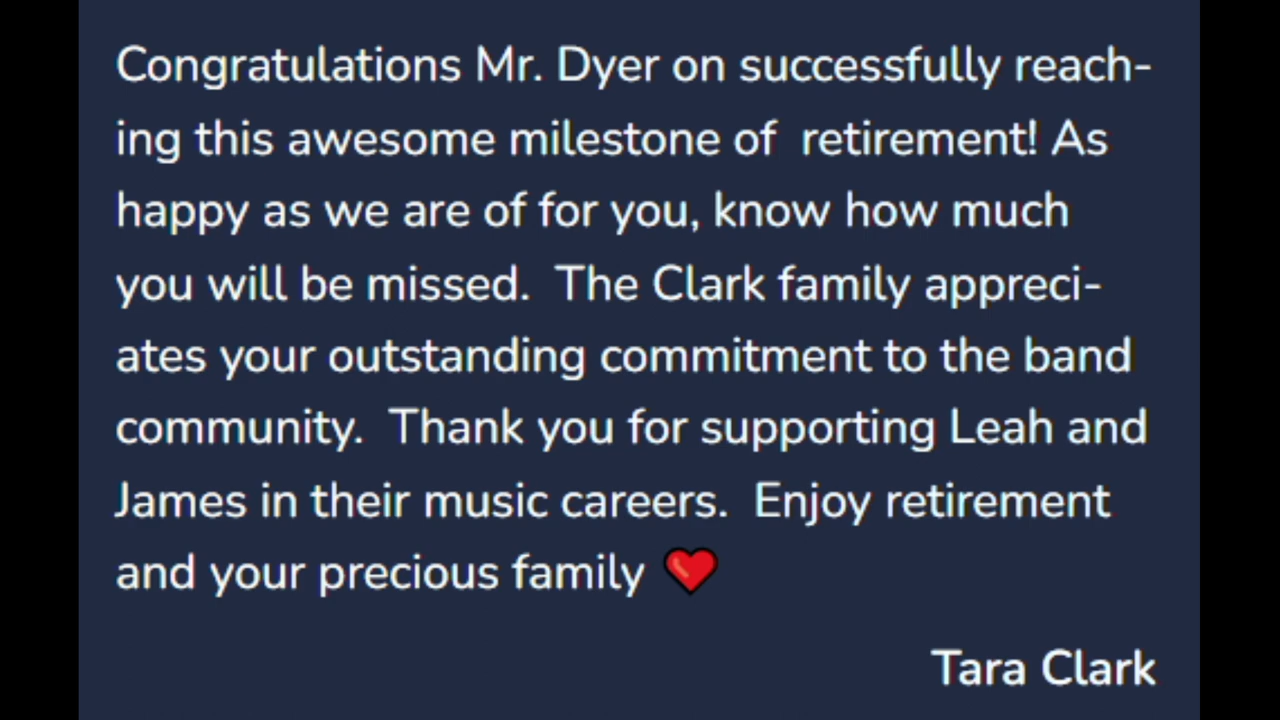 Congratulations Mr. Dyer on successfully reach-
ing this awesome milestone of  retirement! As
happy as we are of for you, know how much
you will be missed.  The Clark family appreci-
ates your outstanding commitment to the band
community.  Thank you for supporting Leah and
James in their music careers.  Enjoy retirement
and your precious family ❤️
Tara Clark